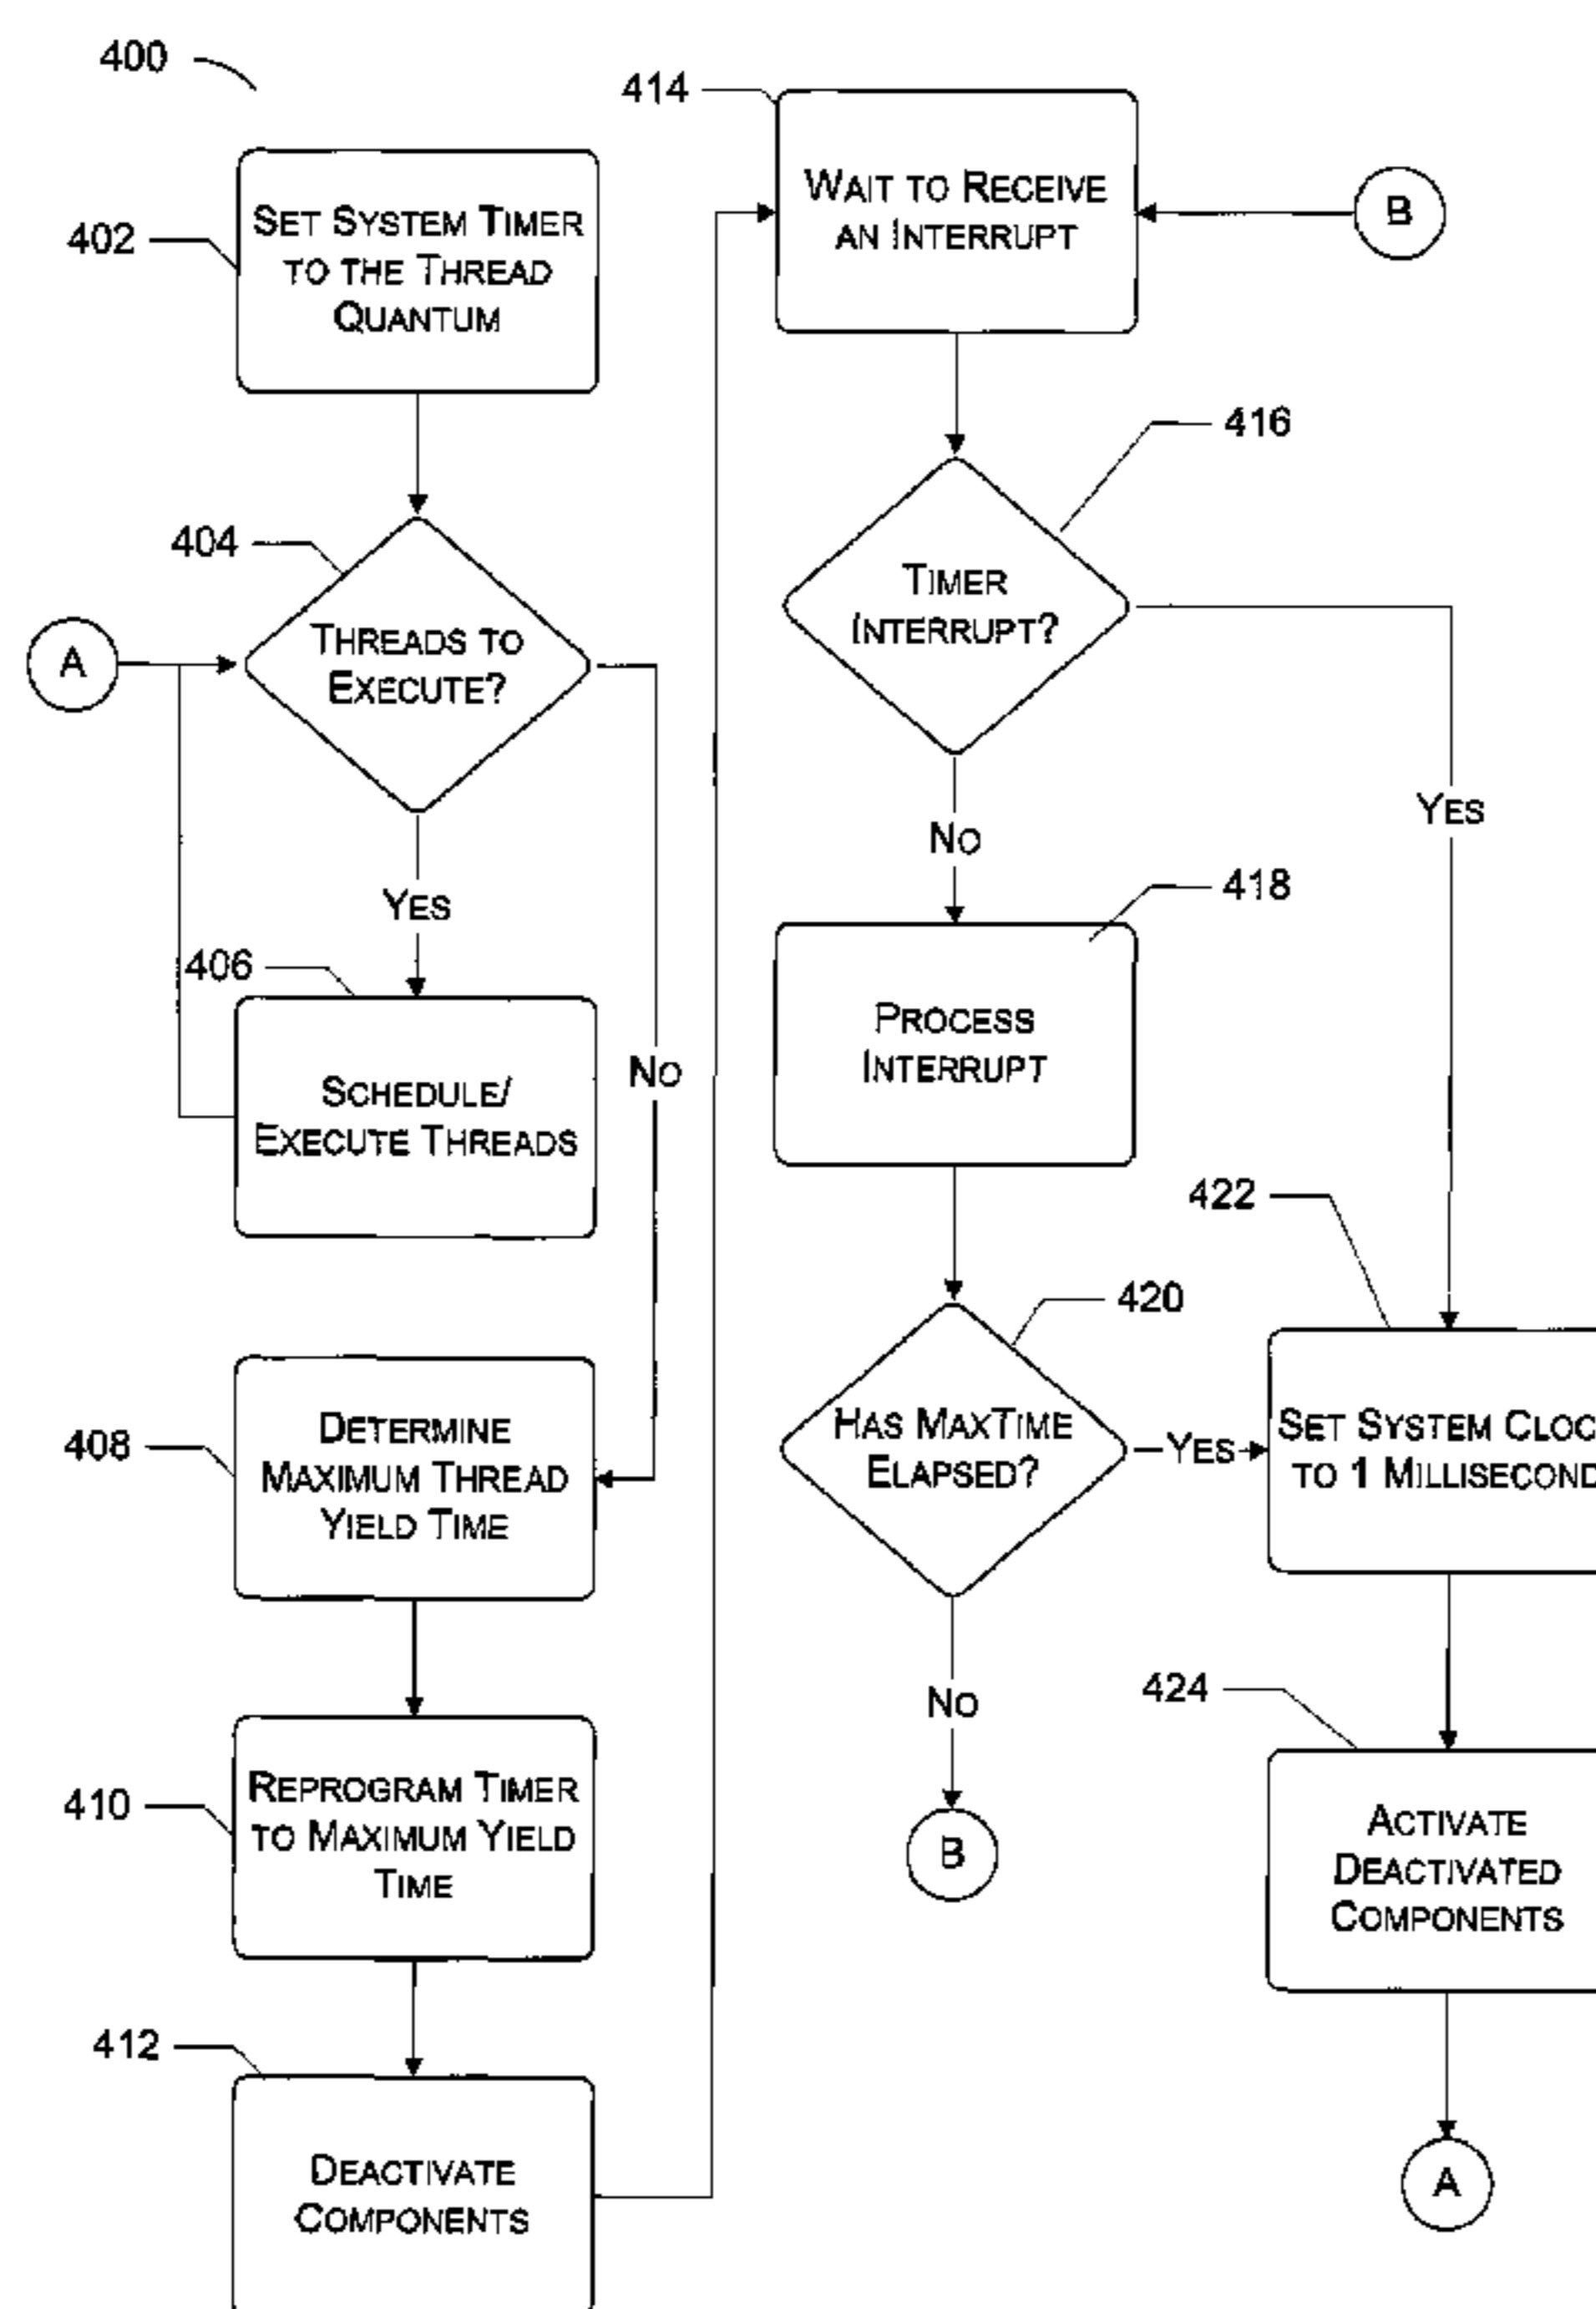 400
402
SET SYSTEM TIMER
TO THE THREAD
QUANTUM
404
A
THREADS TO
EXECUTE?
YES
NO
406
SCHEDULE/
EXECUTE THREADS
408
DETERMINE
MAXIMUM THREAD
YIELD TIME
410
REPROGRAM TIMER
TO MAXIMUM YIELD
TIME
412
DEACTIVATE
COMPONENTS
414
WAIT TO RECEIVE
AN INTERRUPT
B
416
TIMER
INTERRUPT?
NO
YES
418
PROCESS
INTERRUPT
420
HAS MAXTIME
ELAPSED?
YES
NO
B
422
SET SYSTEM CLOC
TO 1 MILLISECOND
424
ACTIVATE
DEACTIVATED
COMPONENTS
A